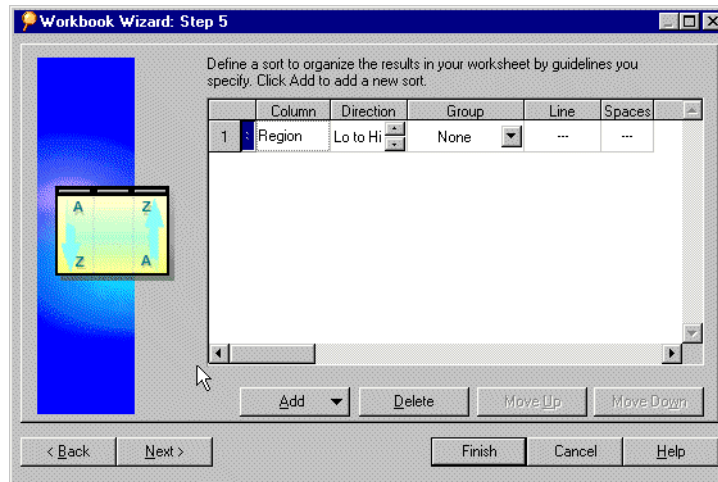 Workbook Wizard: Step 5
Define a sort to organize the results in your worksheet by guidelines you
specify. Click Add to add a new sort.
Column Direction Group Line Spaces
1 : Region Lo to Hi None --- ---
A Z
Z A
Add Delete Move Up Move Down
< Back Next > Finish Cancel Help